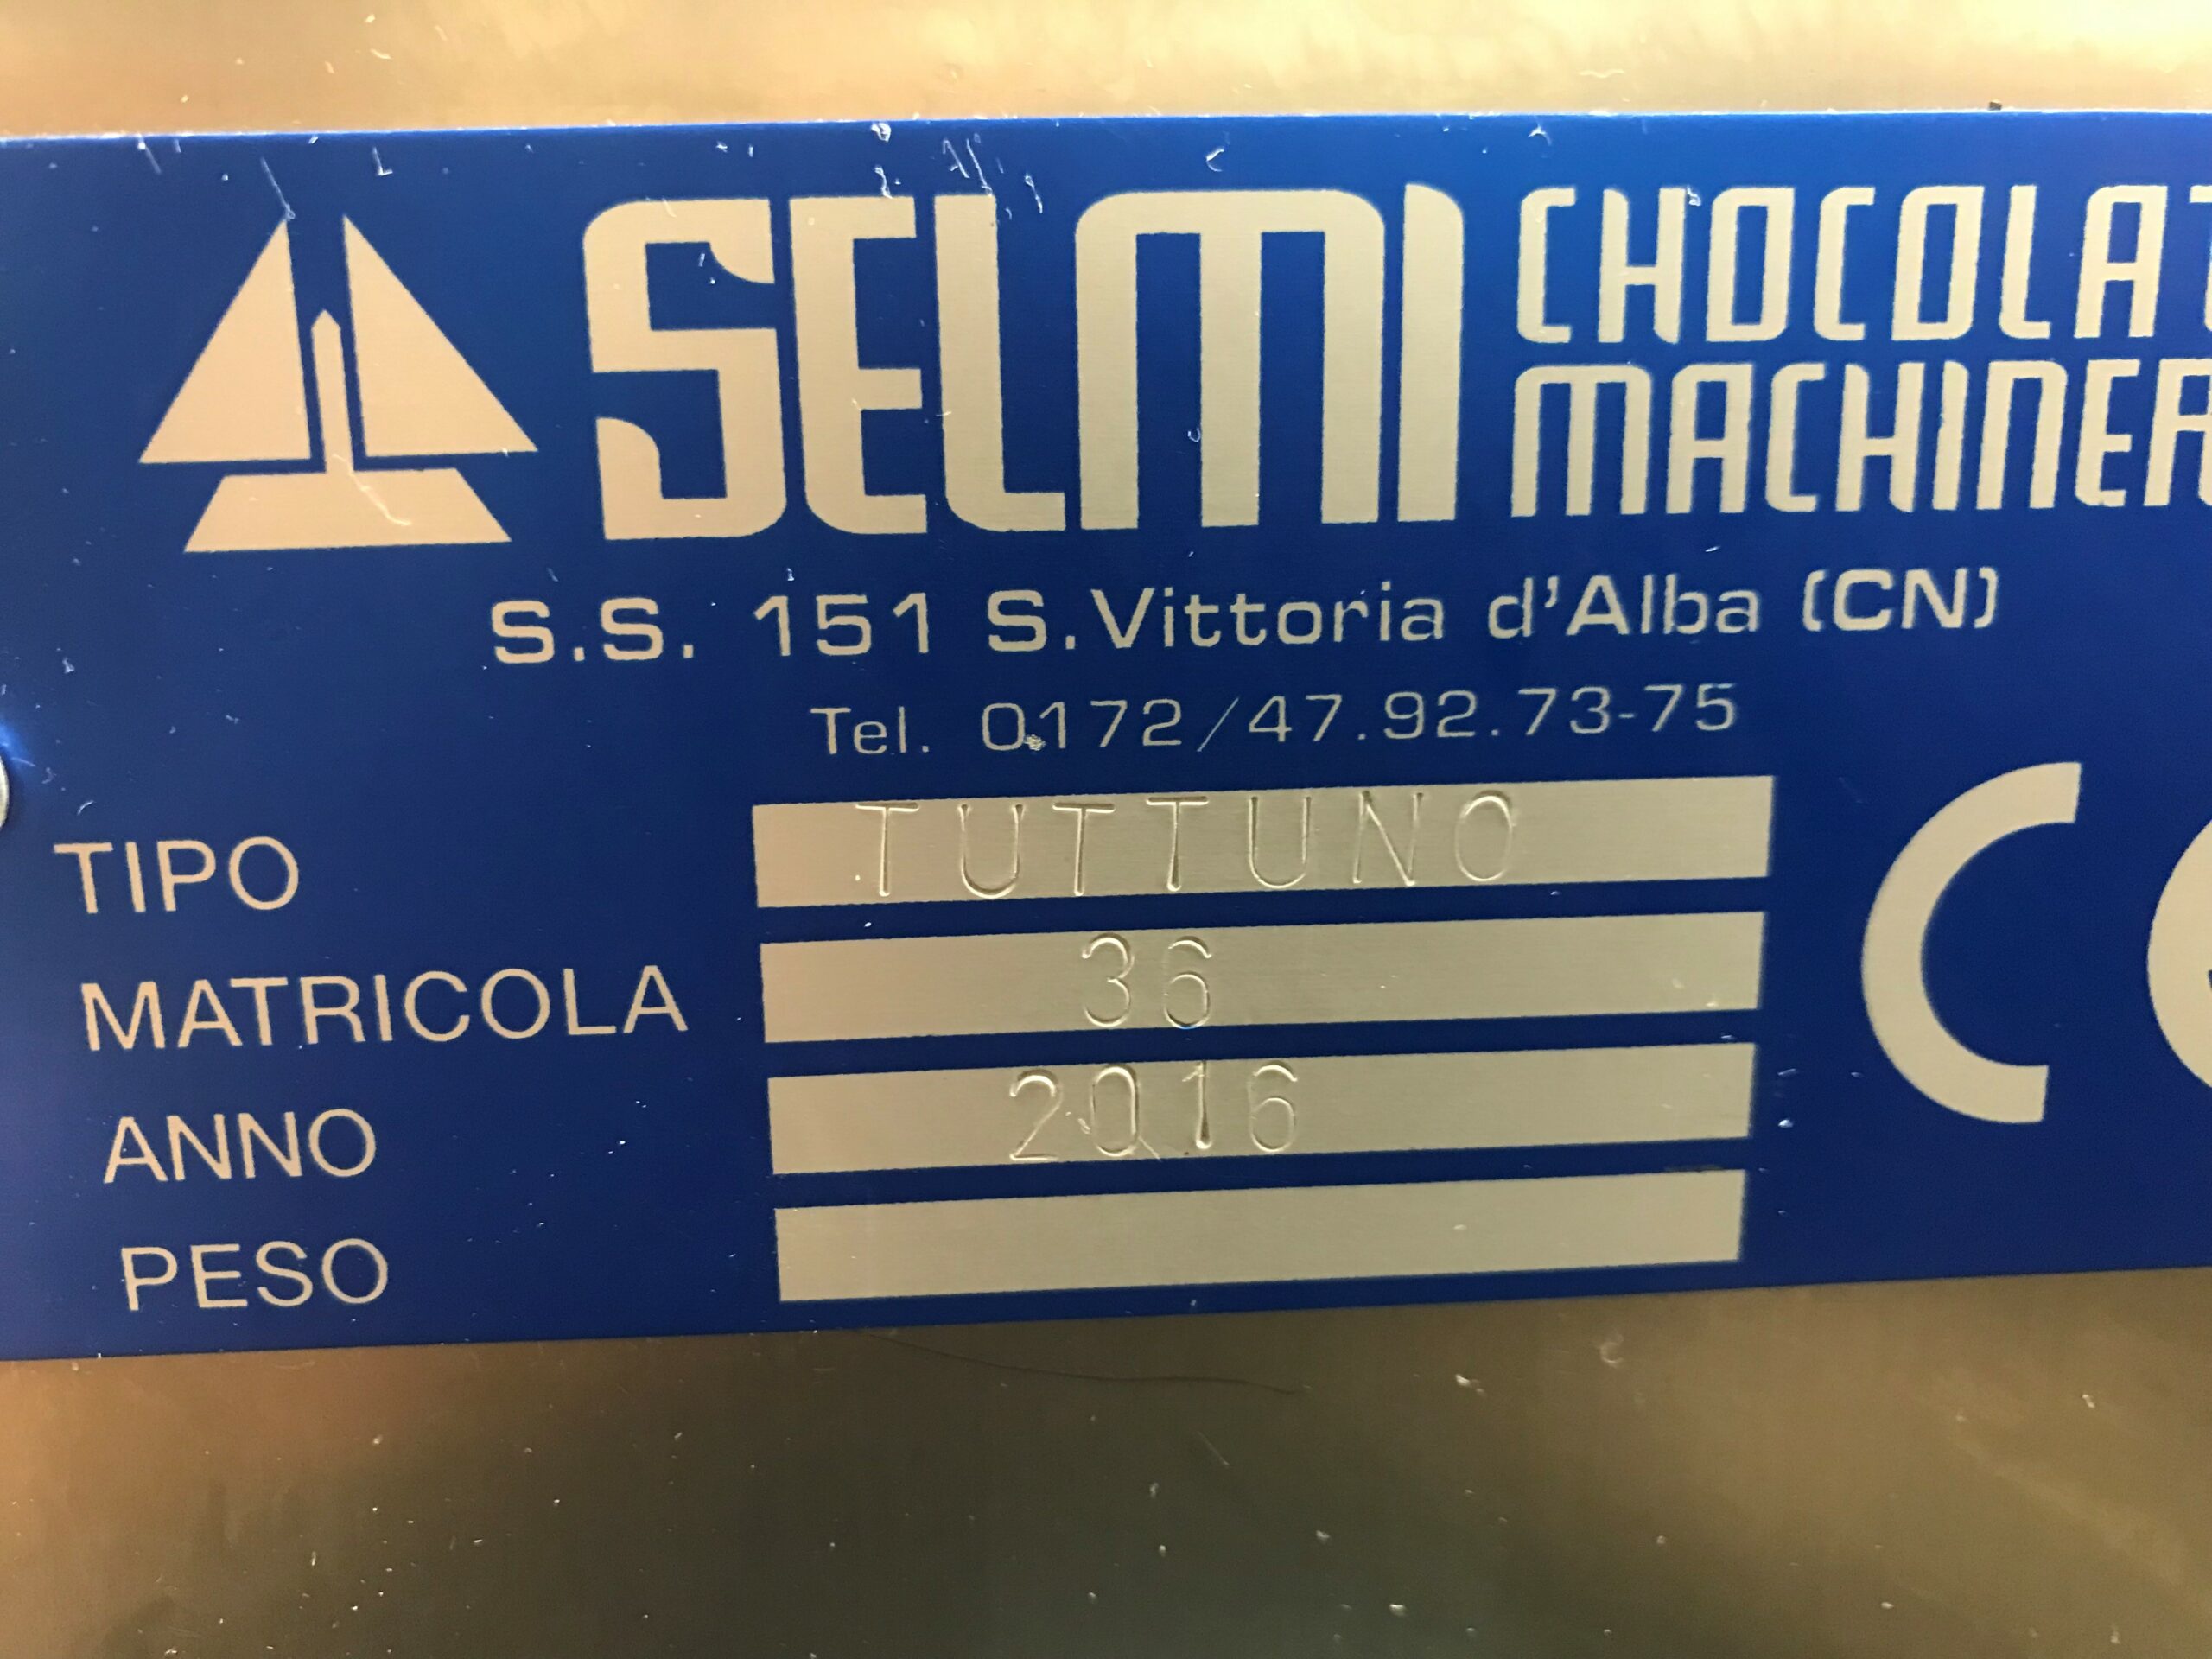 SELMI
CHOCOLAT
MACHINER
S.S. 151 S.Vittoria d'Alba (CN)
Tel. 0172/47.92.73-75
TIPO TUTTUNO
MATRICOLA 36
ANNO 2016
PESO
CE